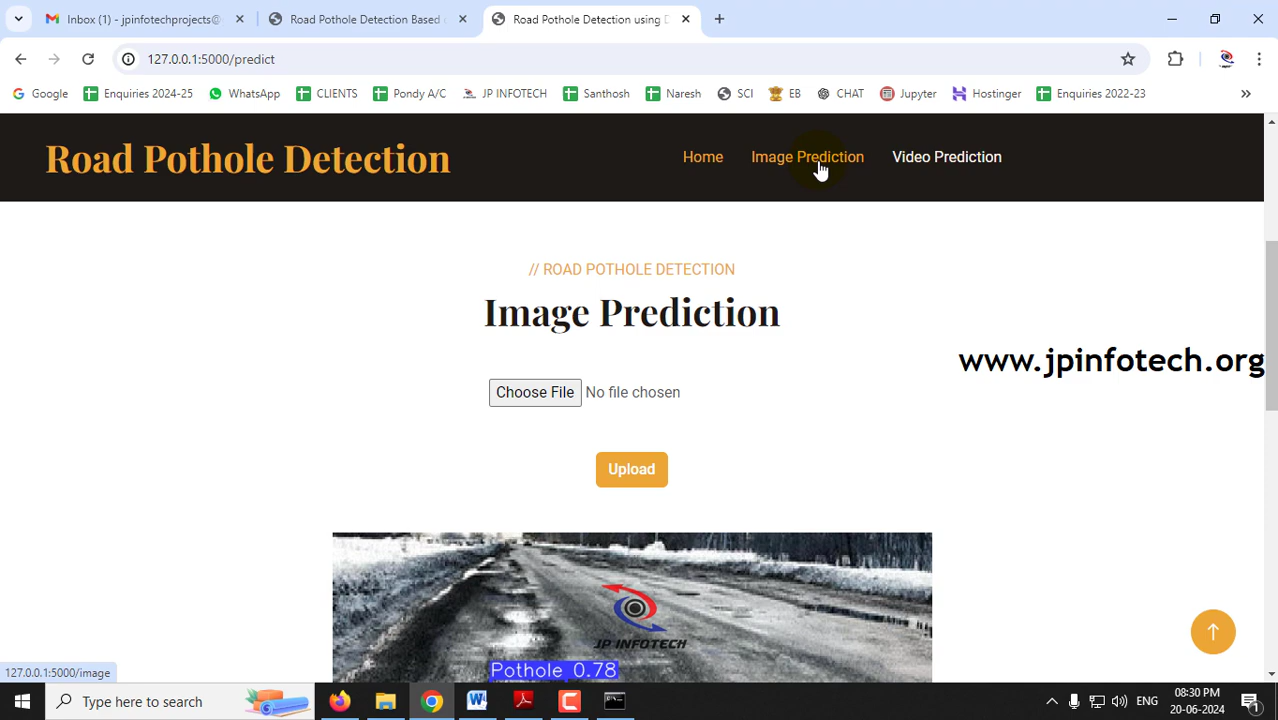 Inbox (1) - jpinfotechprojects@
Road Pothole Detection Based
Road Pothole Detection using D
127.0.0.1:5000/predict
Google
Enquiries 2024-25
WhatsApp
CLIENTS
Pondy A/C
JP INFOTECH
Santhosh
Naresh
SCI
EB
CHAT
Jupyter
Hostinger
Enquiries 2022-23
Road Pothole Detection
Home
Image Prediction
Video Prediction
// ROAD POTHOLE DETECTION
Image Prediction
www.jpinfotech.org
Choose File No file chosen
Upload
JP INFOTECH
Pothole 0.78
127.0.0.1:5000/image
Type here to search
ENG
08:30 PM
20-06-2024
1